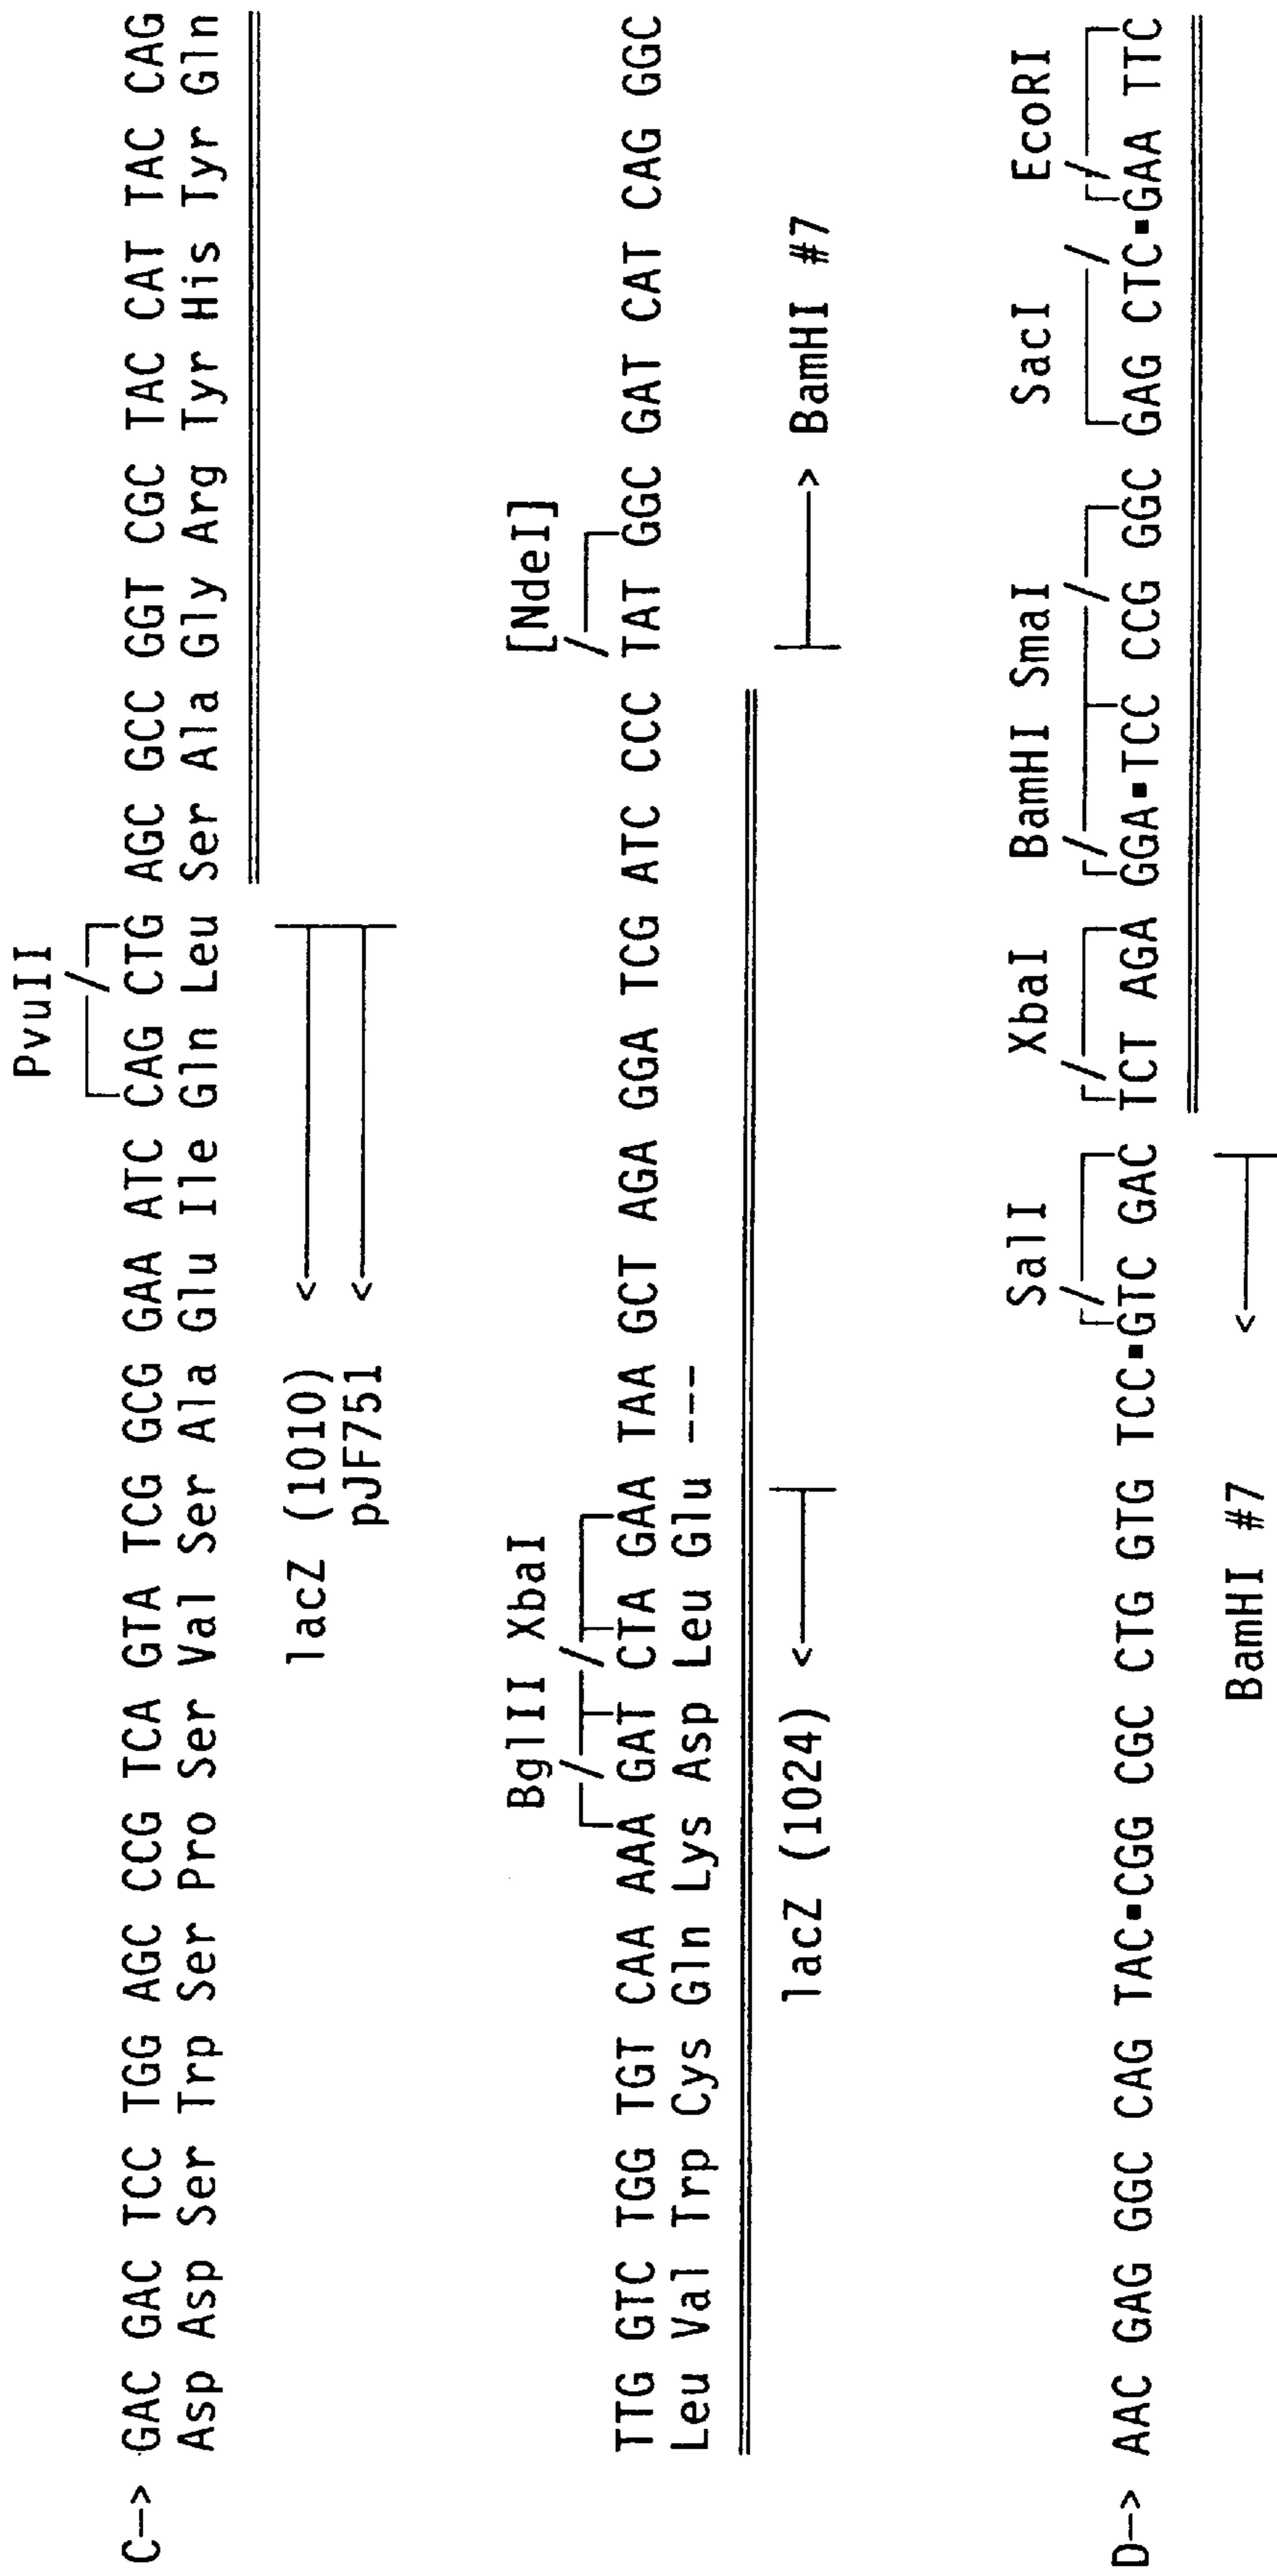 PvuII
C—> GAC GAC TCC TGG AGC CCG TCA GTA TCG GCG GAA ATC CAG CTG AGC GCC GGT CGC TAC CAT TAC CAG
Asp Asp Ser Trp Ser Pro Ser Val Ser Ala Glu Ile Gln Leu Ser Ala Gly Arg Tyr His Tyr Gln
lacZ (1010) <
pJF751 <
BglII XbaI [NdeI]
TTG GTC TGG TGT CAA AAA GAT CTA GAA TAA GCT AGA GGA TCG ATC CCC TAT GGC GAT CAT CAG GGC
Leu Val Trp Cys Gln Lys Asp Leu Glu ---
lacZ (1024) < > BamHI #7
SalI XbaI BamHI SmaI SacI EcoRI
D—> AAC GAG GGC CAG TAC▪CGG CGC CTG GTG TCC▪GTC GAC TCT AGA GGA▪TCC CCG GGC GAG CTC▪GAA TTC
BamHI #7 <